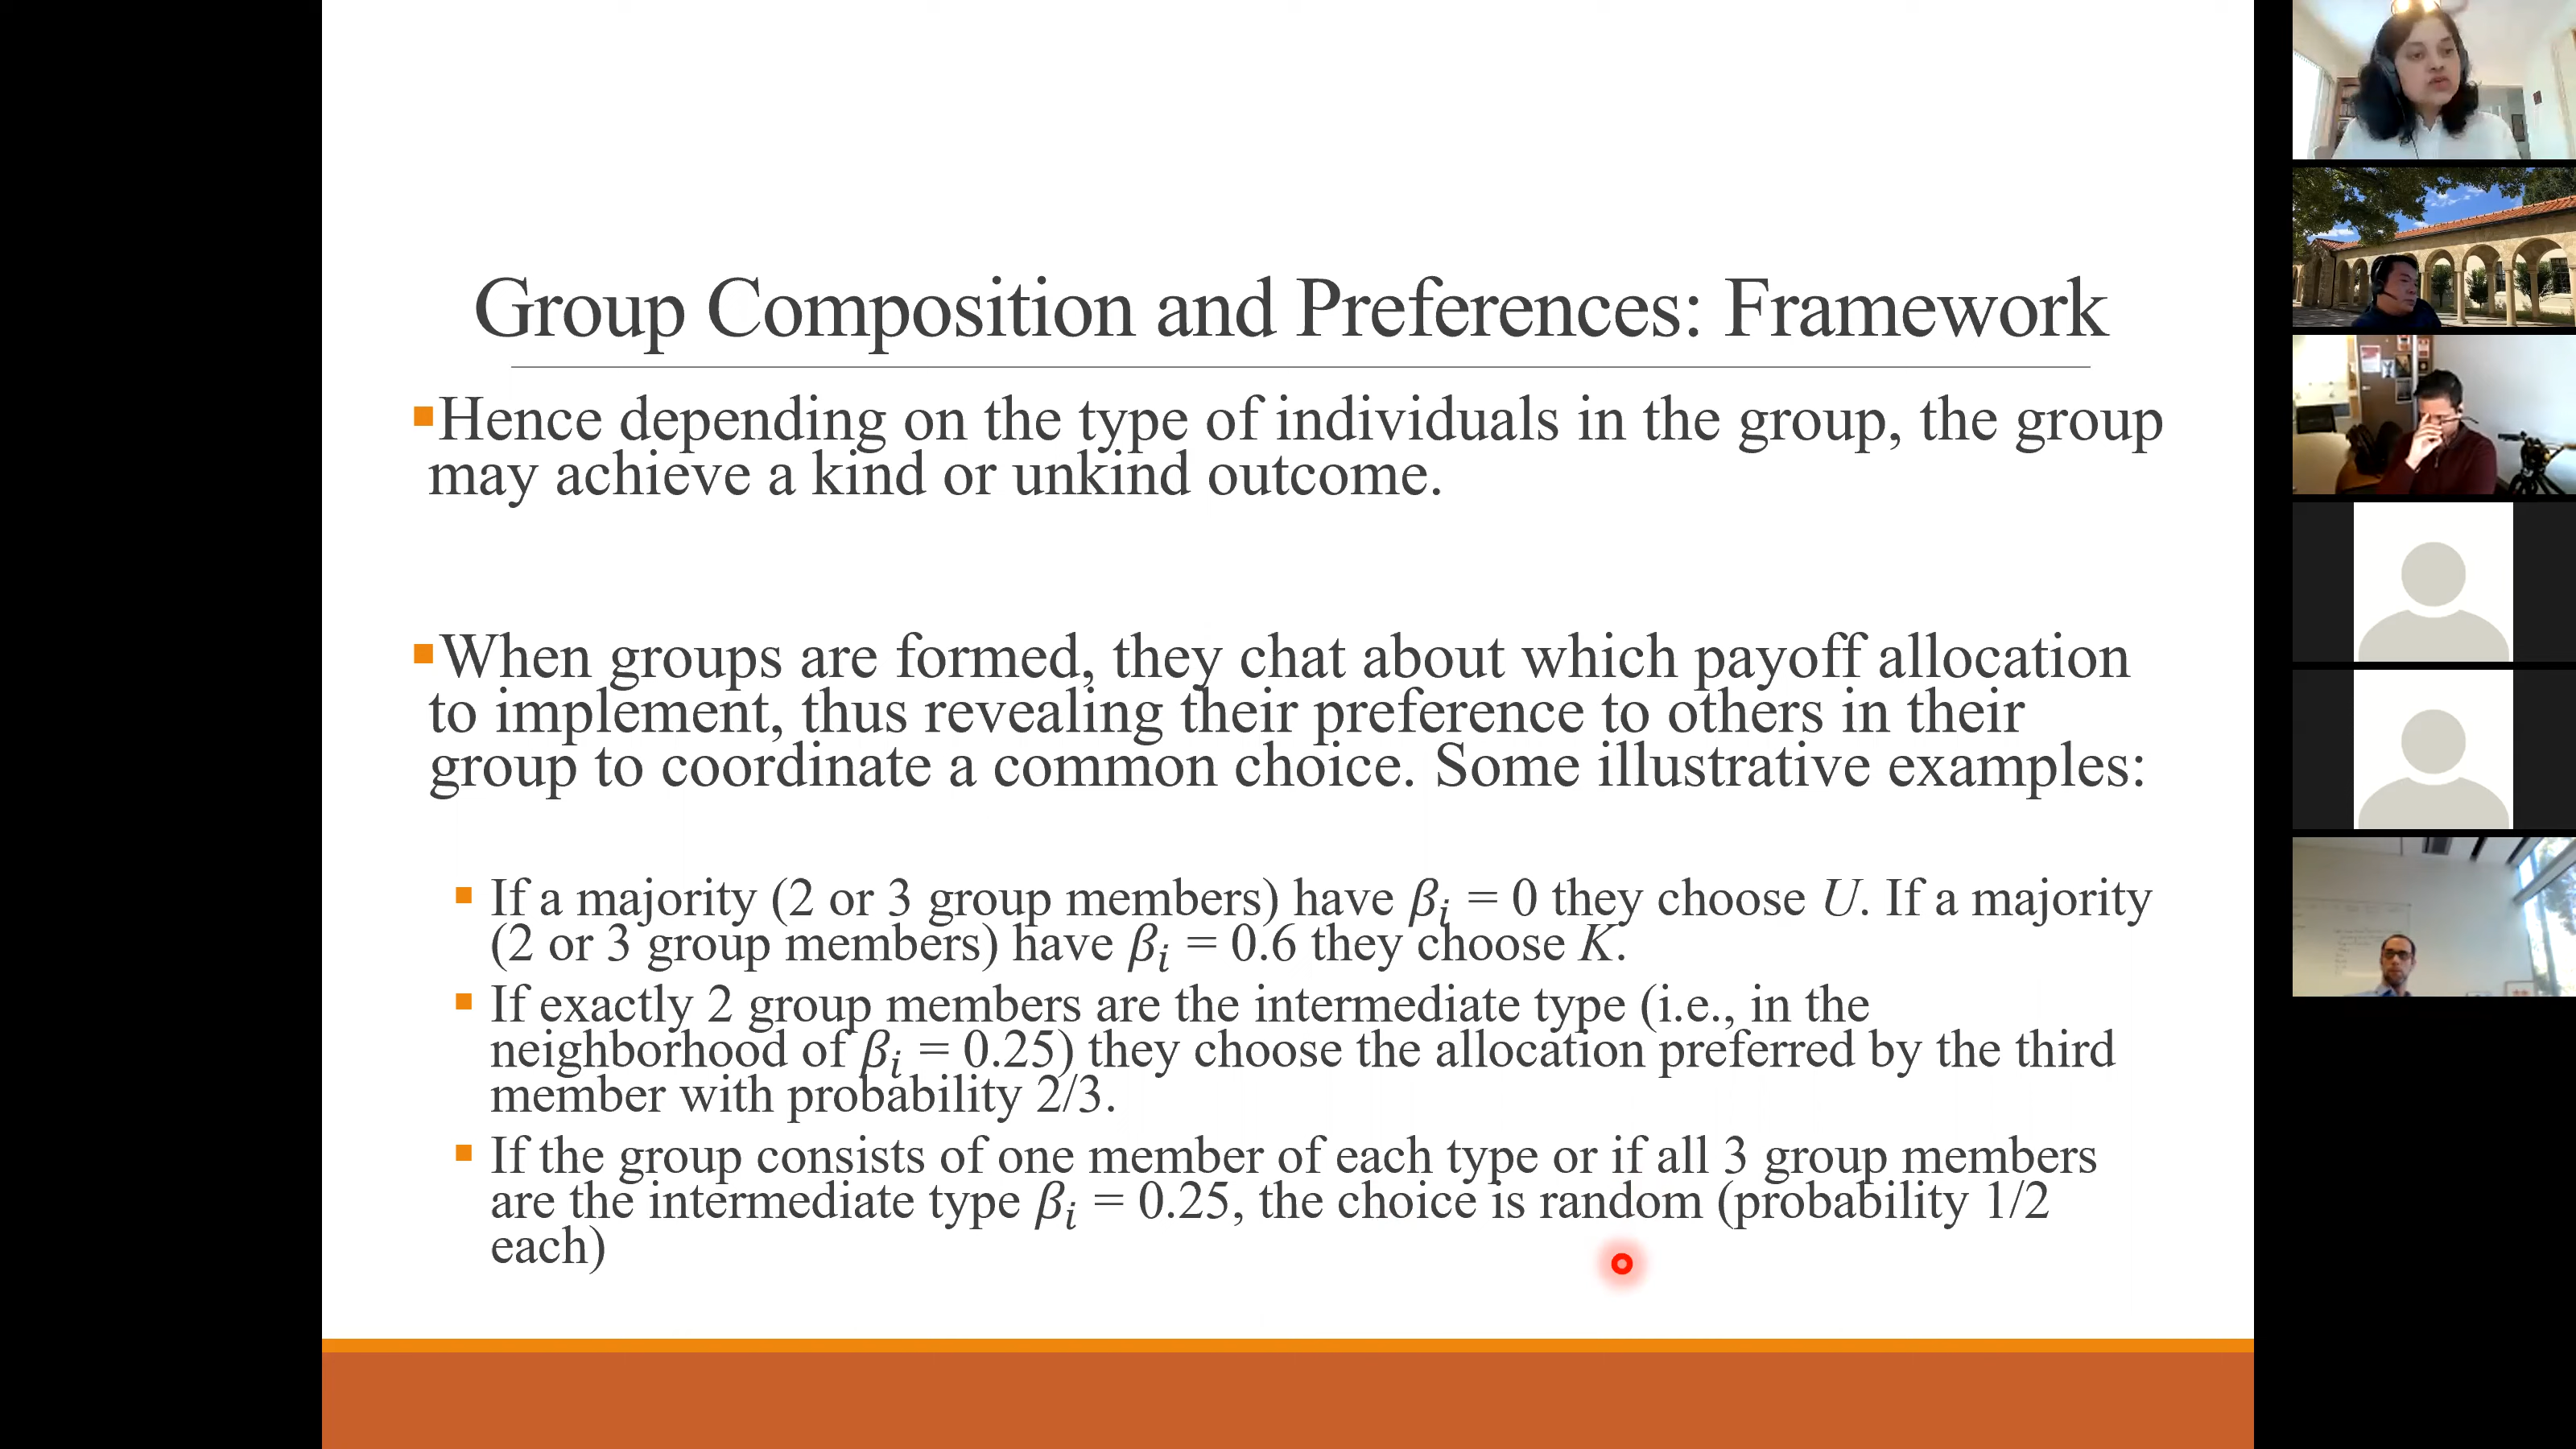 Group Composition and Preferences: Framework
▪Hence depending on the type of individuals in the group, the group
may achieve a kind or unkind outcome.
▪When groups are formed, they chat about which payoff allocation
to implement, thus revealing their preference to others in their
group to coordinate a common choice. Some illustrative examples:
▪ If a majority (2 or 3 group members) have βᵢ = 0 they choose U. If a majority
(2 or 3 group members) have βᵢ = 0.6 they choose K.
▪ If exactly 2 group members are the intermediate type (i.e., in the
neighborhood of βᵢ = 0.25) they choose the allocation preferred by the third
member with probability 2/3.
▪ If the group consists of one member of each type or if all 3 group members
are the intermediate type βᵢ = 0.25, the choice is random (probability 1/2
each)